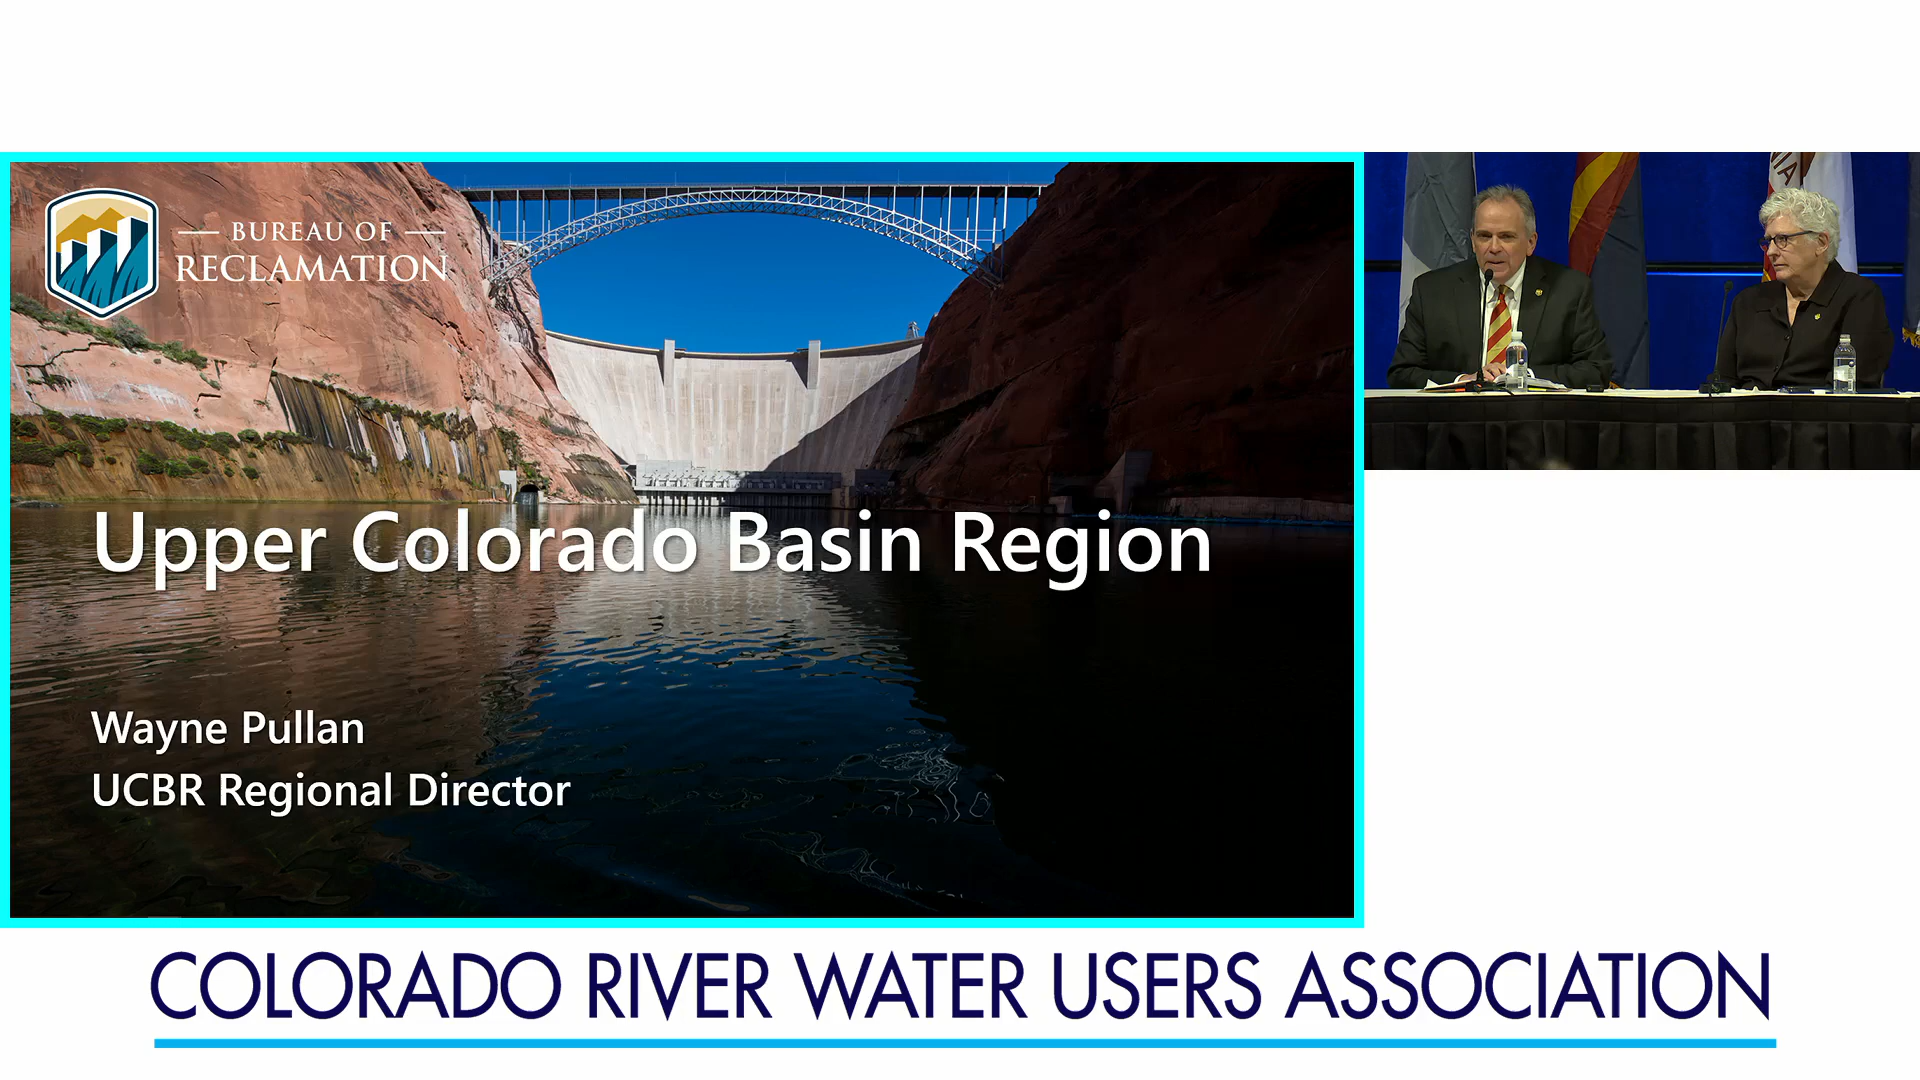 BUREAU OF
RECLAMATION
Upper Colorado Basin Region
Wayne Pullan
UCBR Regional Director
COLORADO RIVER WATER USERS ASSOCIATION